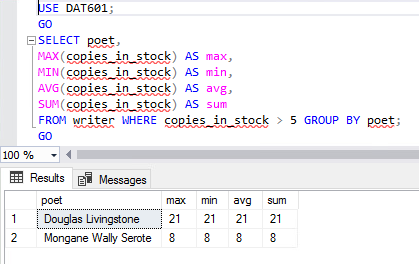 USE DAT601;
GO
SELECT poet,
MAX(copies_in_stock) AS max,
MIN(copies_in_stock) AS min,
AVG(copies_in_stock) AS avg,
SUM(copies_in_stock) AS sum
FROM writer WHERE copies_in_stock > 5 GROUP BY poet;
GO
100 %
Results Messages
poet max min avg sum
1 Douglas Livingstone 21 21 21 21
2 Mongane Wally Serote 8 8 8 8